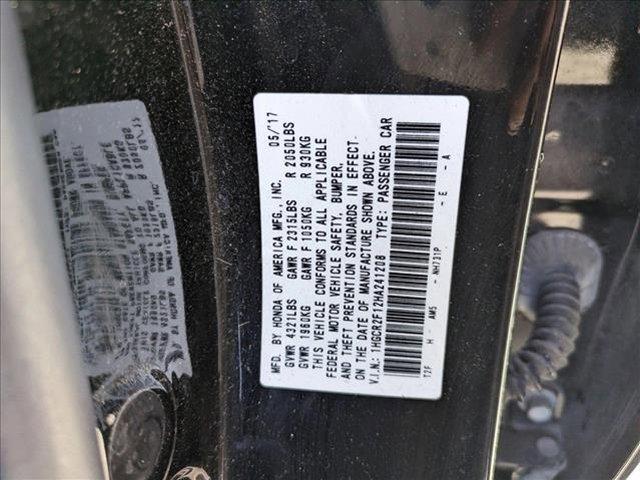 MFD. BY HONDA OF AMERICA MFG., INC. 05/17
GVWR 4321LBS GAWR F 2315LBS R 2050LBS
GVWR 1960KG GAWR F 1050KG R 930KG
THIS VEHICLE CONFORMS TO ALL APPLICABLE
FEDERAL MOTOR VEHICLE SAFETY, BUMPER,
AND THEFT PREVENTION STANDARDS IN EFFECT
ON THE DATE OF MANUFACTURE SHOWN ABOVE.
V.I.N.: 1HGCR2F12HA241208 TYPE: PASSENGER CAR
T2F H AMS NH731P E A